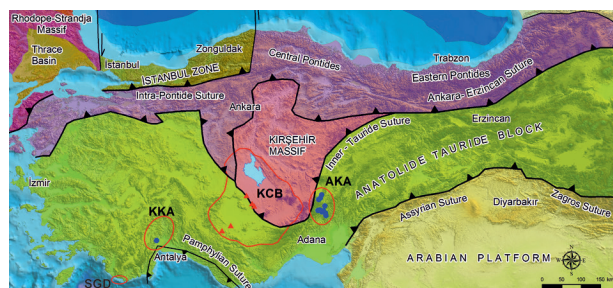 Rhodope-Strandja
Massif
Thrace
Basin
İstanbul
Zonguldak
İSTANBUL ZONE
Central Pontides
Trabzon
Eastern Pontides
Intra-Pontide Suture
Ankara
Ankara-Erzincan Suture
Erzincan
KIRŞEHİR
MASSIF
Inner-Tauride Suture
ANATOLIDE TAURIDE BLOCK
İzmir
KCB
AKA
KKA
Assyrian Suture
Diyarbakır
Zagros Suture
Adana
Antalya
Pamphylian Suture
SGD
ARABIAN PLATFORM
N
0 50 100 150 km